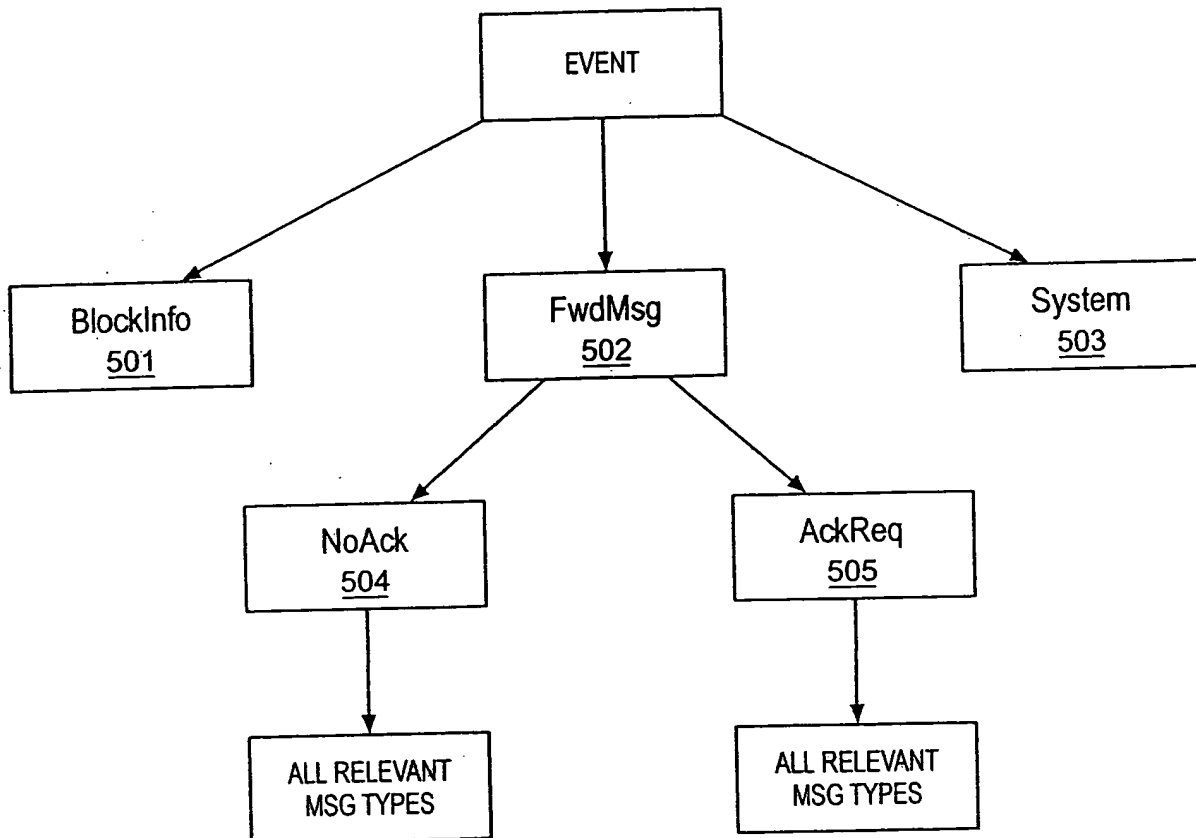 EVENT
BlockInfo
501
FwdMsg
502
System
503
NoAck
504
AckReq
505
ALL RELEVANT
MSG TYPES
ALL RELEVANT
MSG TYPES